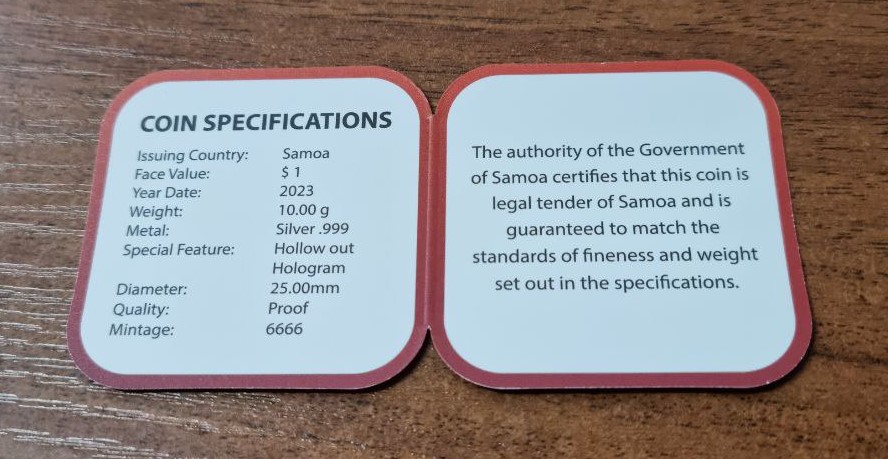 COIN SPECIFICATIONS
Issuing Country: Samoa
Face Value: $ 1
Year Date: 2023
Weight: 10.00 g
Metal: Silver .999
Special Feature: Hollow out
Hologram
Diameter: 25.00mm
Quality: Proof
Mintage: 6666
The authority of the Government
of Samoa certifies that this coin is
legal tender of Samoa and is
guaranteed to match the
standards of fineness and weight
set out in the specifications.